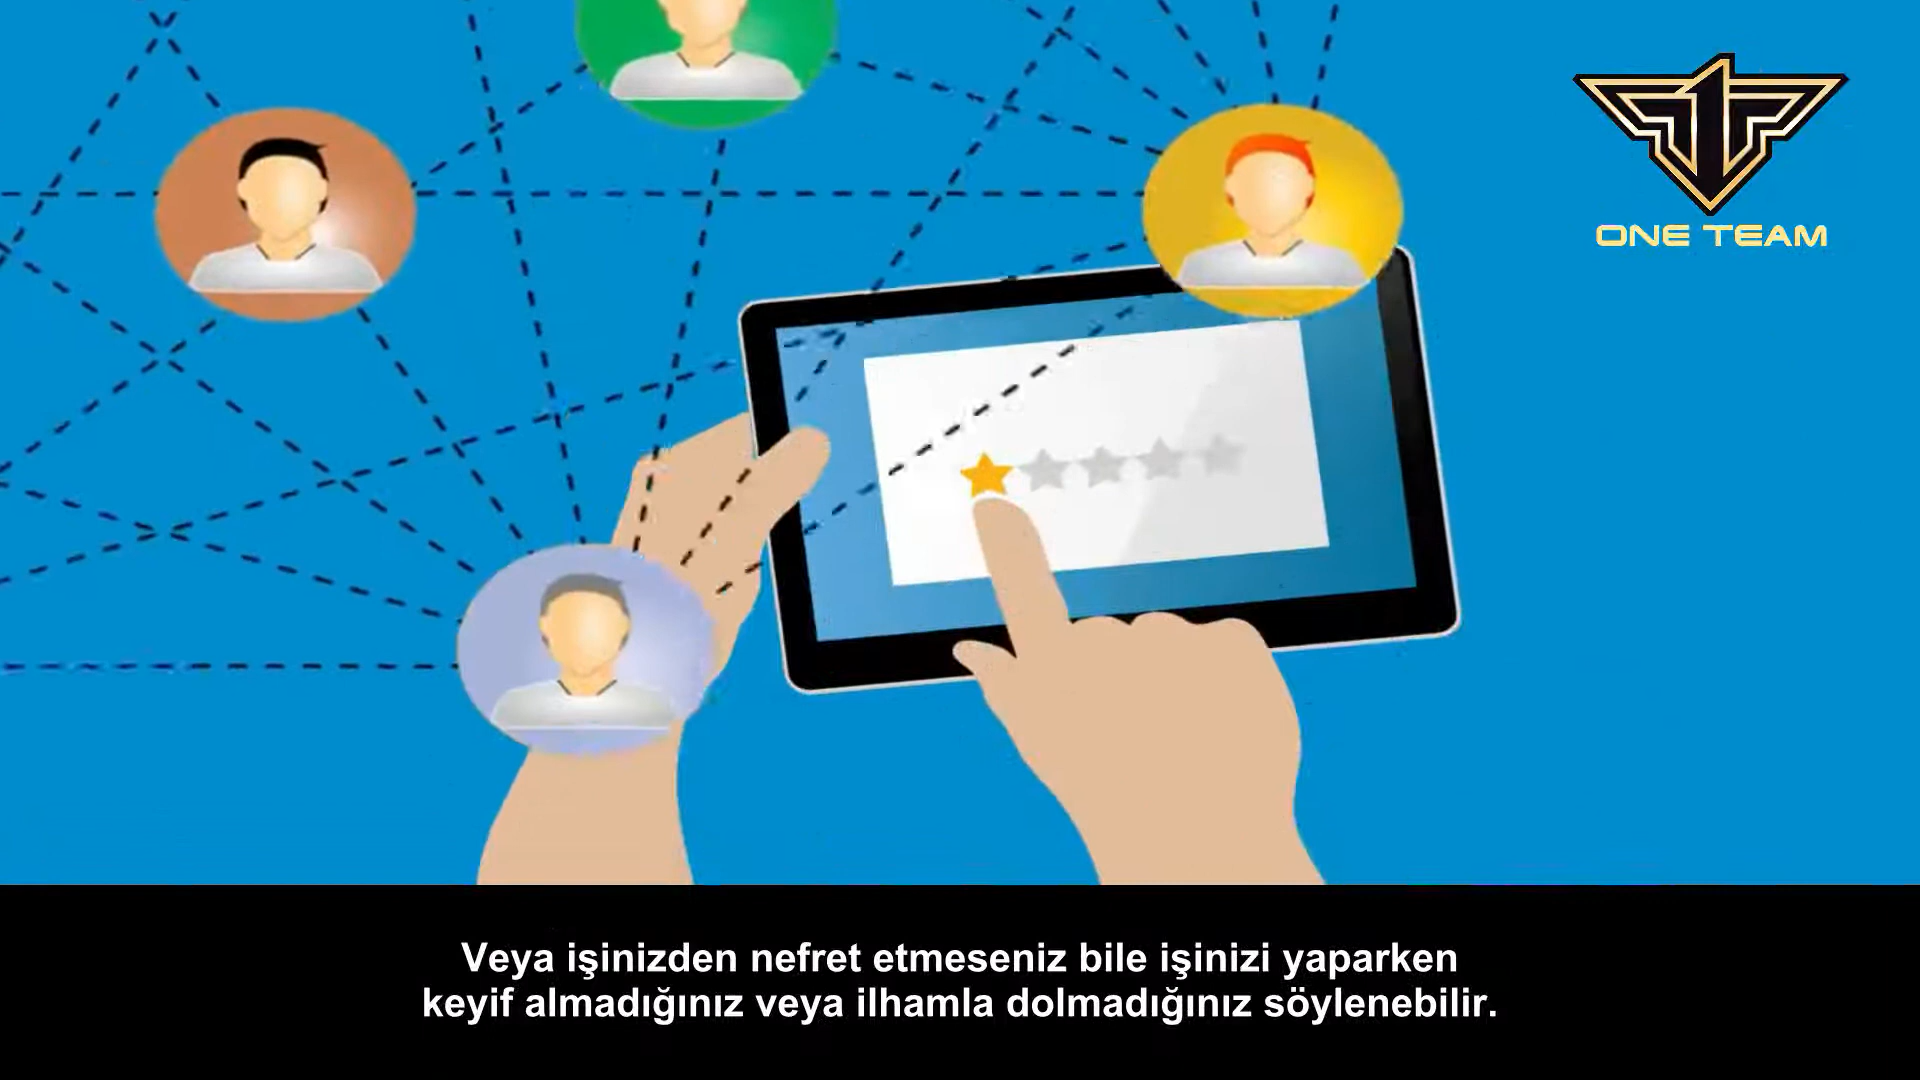 ONE TEAM
Veya işinizden nefret etmeseniz bile işinizi yaparken
keyif almadığınız veya ilhamla dolmadığınız söylenebilir.